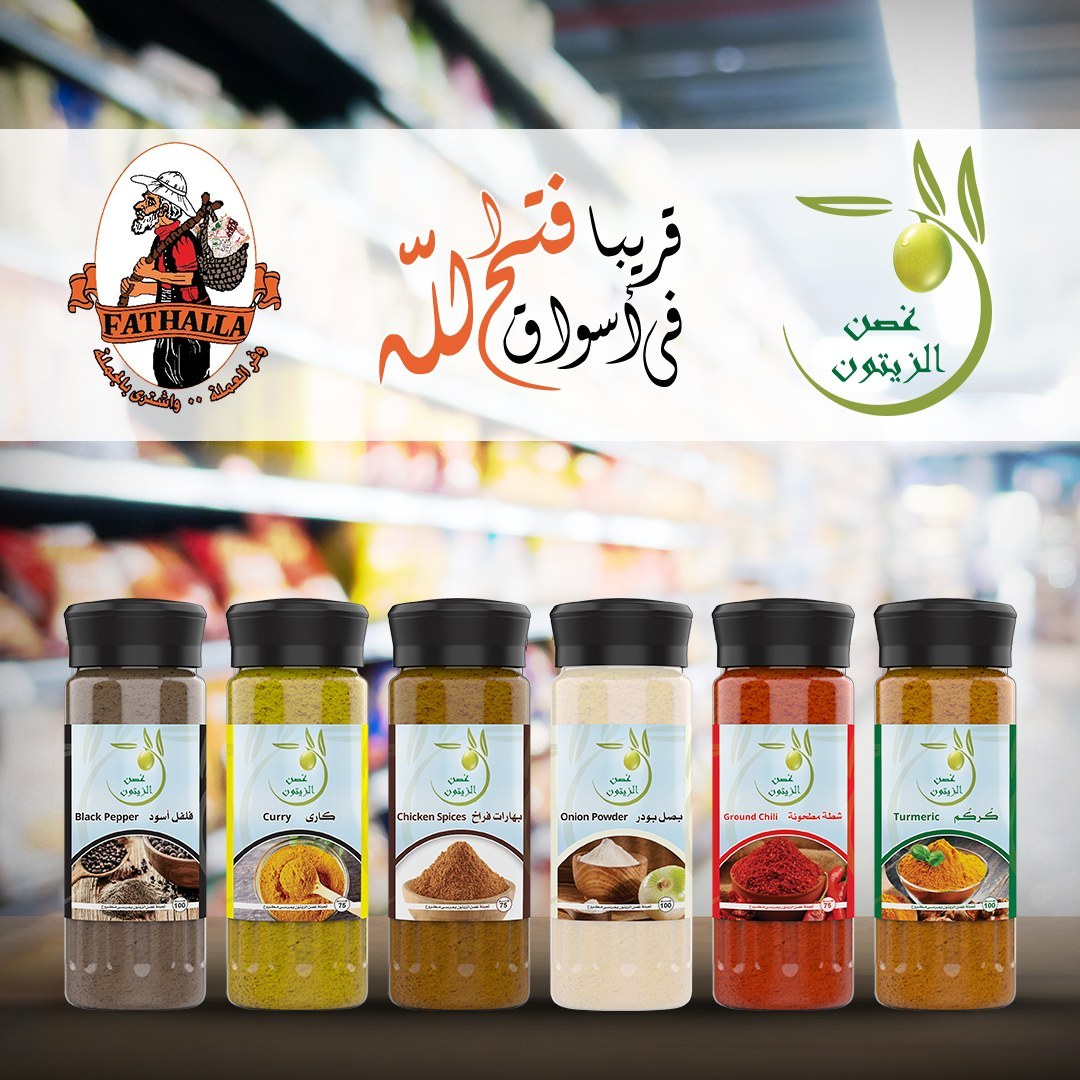 FATHALLA
وفر العملة .. واشترى بالجملة
قريبا
فى أسواق فتح الله
غصن
الزيتون
غصن
الزيتون
Black Pepper فلفل أسود
100
غصن
الزيتون
Curry كارى
75
غصن
الزيتون
Chicken Spices بهارات فراخ
75
غصن
الزيتون
Onion Powder بصل بودر
100
غصن
الزيتون
Ground Chili شطة مطحونة
75
غصن
الزيتون
Turmeric كركم
100